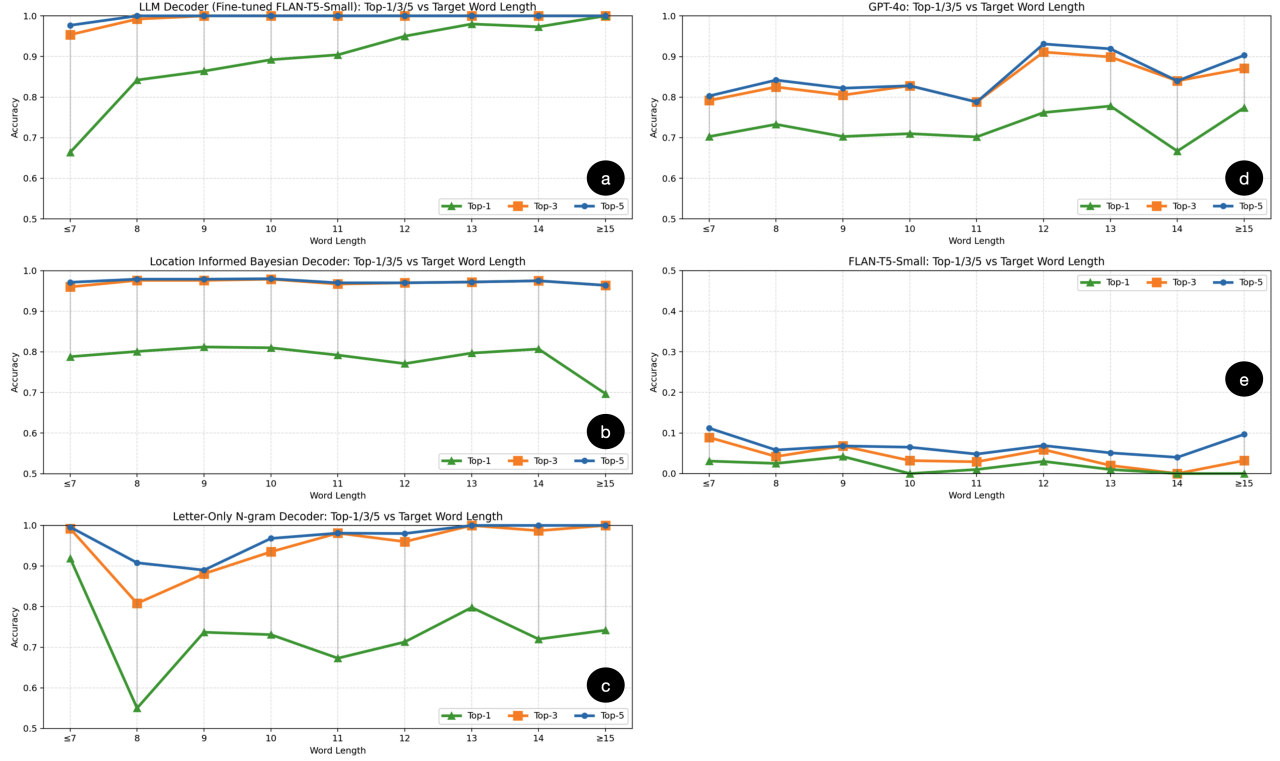 LLM Decoder (Fine-tuned FLAN-T5-Small): Top-1/3/5 vs Target Word Length
1.0
0.9
0.8
0.7
0.6
0.5
Accuracy
≤7 8 9 10 11 12 13 14 ≥15
Word Length
Top-1 Top-3 Top-5
a
Location Informed Bayesian Decoder: Top-1/3/5 vs Target Word Length
1.0
0.9
0.8
0.7
0.6
0.5
Accuracy
≤7 8 9 10 11 12 13 14 ≥15
Word Length
Top-1 Top-3 Top-5
b
Letter-Only N-gram Decoder: Top-1/3/5 vs Target Word Length
1.0
0.9
0.8
0.7
0.6
0.5
Accuracy
≤7 8 9 10 11 12 13 14 ≥15
Word Length
Top-1 Top-3 Top-5
c
GPT-4o: Top-1/3/5 vs Target Word Length
1.0
0.9
0.8
0.7
0.6
0.5
Accuracy
≤7 8 9 10 11 12 13 14 ≥15
Word Length
Top-1 Top-3 Top-5
d
FLAN-T5-Small: Top-1/3/5 vs Target Word Length
0.5
0.4
0.3
0.2
0.1
0.0
Accuracy
≤7 8 9 10 11 12 13 14 ≥15
Word Length
Top-1 Top-3 Top-5
e